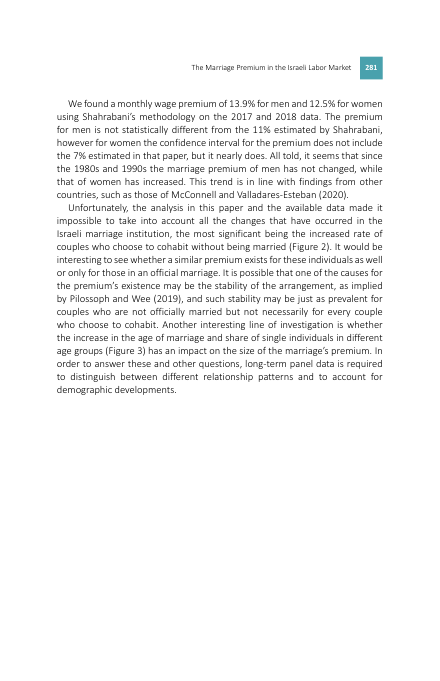 The Marriage Premium in the Israeli Labor Market 281
We found a monthly wage premium of 13.9% for men and 12.5% for women
using Shahrabani’s methodology on the 2017 and 2018 data. The premium
for men is not statistically different from the 11% estimated by Shahrabani,
however for women the confidence interval for the premium does not include
the 7% estimated in that paper, but it nearly does. All told, it seems that since
the 1980s and 1990s the marriage premium of men has not changed, while
that of women has increased. This trend is in line with findings from other
countries, such as those of McConnell and Valladares-Esteban (2020).
Unfortunately, the analysis in this paper and the available data made it
impossible to take into account all the changes that have occurred in the
Israeli marriage institution, the most significant being the increased rate of
couples who choose to cohabit without being married (Figure 2). It would be
interesting to see whether a similar premium exists for these individuals as well
or only for those in an official marriage. It is possible that one of the causes for
the premium’s existence may be the stability of the arrangement, as implied
by Pilossoph and Wee (2019), and such stability may be just as prevalent for
couples who are not officially married but not necessarily for every couple
who choose to cohabit. Another interesting line of investigation is whether
the increase in the age of marriage and share of single individuals in different
age groups (Figure 3) has an impact on the size of the marriage’s premium. In
order to answer these and other questions, long-term panel data is required
to distinguish between different relationship patterns and to account for
demographic developments.